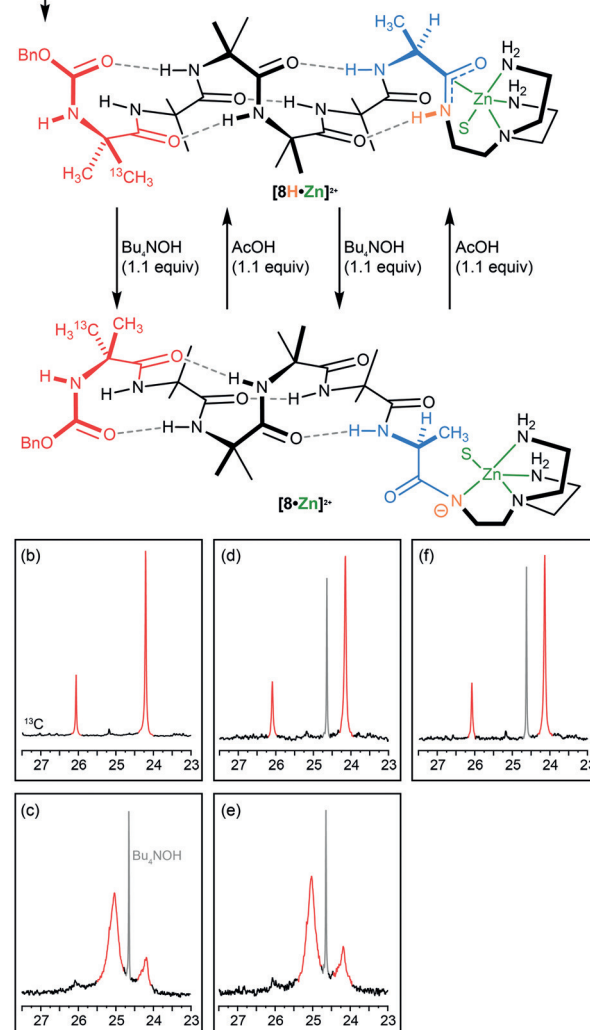 H₃C H
BnO O H N O H N O NH₂
H₂
Zn N
H N N H N O H N O H N S N
O H N O H N
H₃C ¹³CH₃
[8H•Zn]²⁺
Bu₄NOH (1.1 equiv) AcOH (1.1 equiv) Bu₄NOH (1.1 equiv) AcOH (1.1 equiv)
H₃¹³C CH₃
O H N O
H N H N O H N O H
BnO O H N O H N CH₃ S H₂ N
Zn N H₂
O N N
⊖
[8•Zn]²⁺
(b) (d) (f)
¹³C
27 26 25 24 23 27 26 25 24 23 27 26 25 24 23
(c) (e)
Bu₄NOH
27 26 25 24 23 27 26 25 24 23